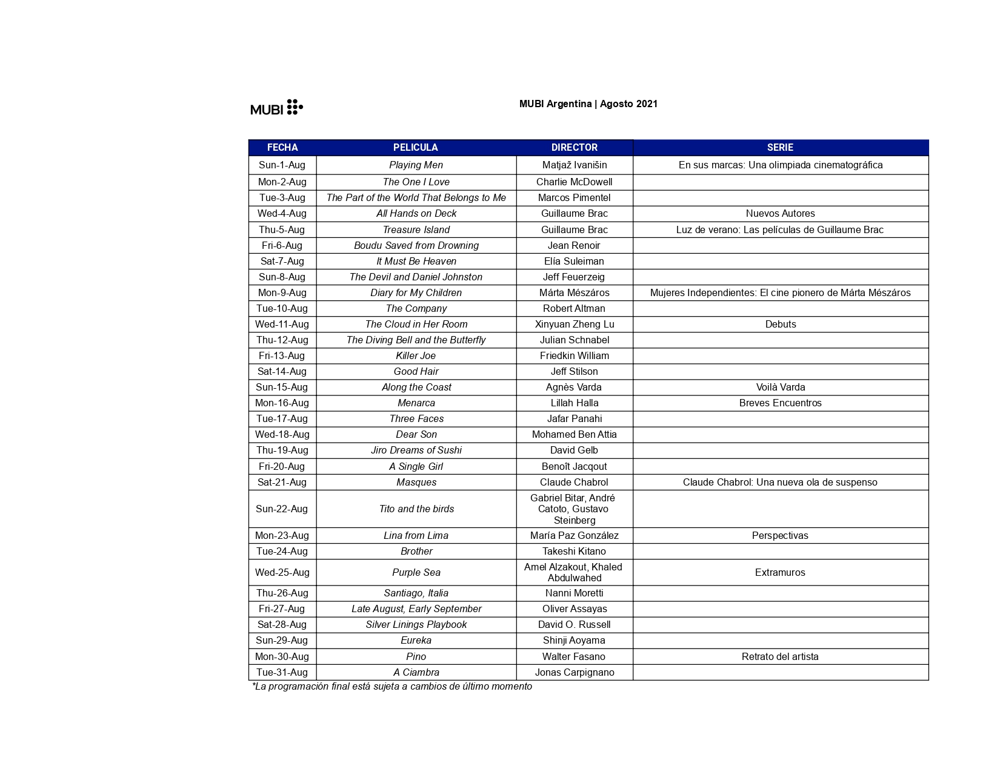 MUBI
MUBI Argentina | Agosto 2021
FECHA PELICULA DIRECTOR SERIE
Sun-1-Aug Playing Men Matjaž Ivanišin En sus marcas: Una olimpiada cinematográfica
Mon-2-Aug The One I Love Charlie McDowell
Tue-3-Aug The Part of the World That Belongs to Me Marcos Pimentel
Wed-4-Aug All Hands on Deck Guillaume Brac Nuevos Autores
Thu-5-Aug Treasure Island Guillaume Brac Luz de verano: Las películas de Guillaume Brac
Fri-6-Aug Boudu Saved from Drowning Jean Renoir
Sat-7-Aug It Must Be Heaven Elía Suleiman
Sun-8-Aug The Devil and Daniel Johnston Jeff Feuerzeig
Mon-9-Aug Diary for My Children Márta Mészáros Mujeres Independientes: El cine pionero de Márta Mészáros
Tue-10-Aug The Company Robert Altman
Wed-11-Aug The Cloud in Her Room Xinyuan Zheng Lu Debuts
Thu-12-Aug The Diving Bell and the Butterfly Julian Schnabel
Fri-13-Aug Killer Joe Friedkin William
Sat-14-Aug Good Hair Jeff Stilson
Sun-15-Aug Along the Coast Agnès Varda Voilà Varda
Mon-16-Aug Menarca Lillah Halla Breves Encuentros
Tue-17-Aug Three Faces Jafar Panahi
Wed-18-Aug Dear Son Mohamed Ben Attia
Thu-19-Aug Jiro Dreams of Sushi David Gelb
Fri-20-Aug A Single Girl Benoît Jacqout
Sat-21-Aug Masques Claude Chabrol Claude Chabrol: Una nueva ola de suspenso
Sun-22-Aug Tito and the birds Gabriel Bitar, André
Catoto, Gustavo
Steinberg
Mon-23-Aug Lina from Lima María Paz González Perspectivas
Tue-24-Aug Brother Takeshi Kitano
Wed-25-Aug Purple Sea Amel Alzakout, Khaled
Abdulwahed Extramuros
Thu-26-Aug Santiago, Italia Nanni Moretti
Fri-27-Aug Late August, Early September Oliver Assayas
Sat-28-Aug Silver Linings Playbook David O. Russell
Sun-29-Aug Eureka Shinji Aoyama
Mon-30-Aug Pino Walter Fasano Retrato del artista
Tue-31-Aug A Ciambra Jonas Carpignano
*La programación final está sujeta a cambios de último momento